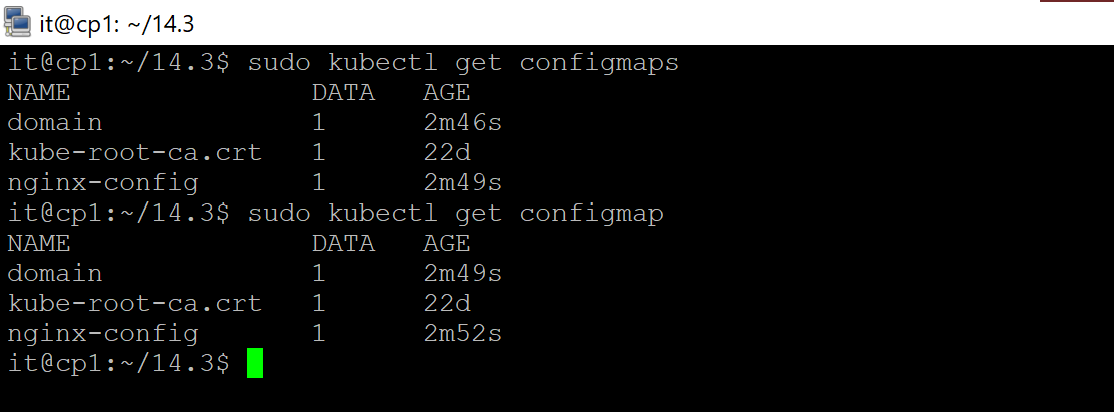 it@cp1: ~/14.3
it@cp1:~/14.3$ sudo kubectl get configmaps
NAME               DATA   AGE
domain             1      2m46s
kube-root-ca.crt   1      22d
nginx-config       1      2m49s
it@cp1:~/14.3$ sudo kubectl get configmap
NAME               DATA   AGE
domain             1      2m49s
kube-root-ca.crt   1      22d
nginx-config       1      2m52s
it@cp1:~/14.3$